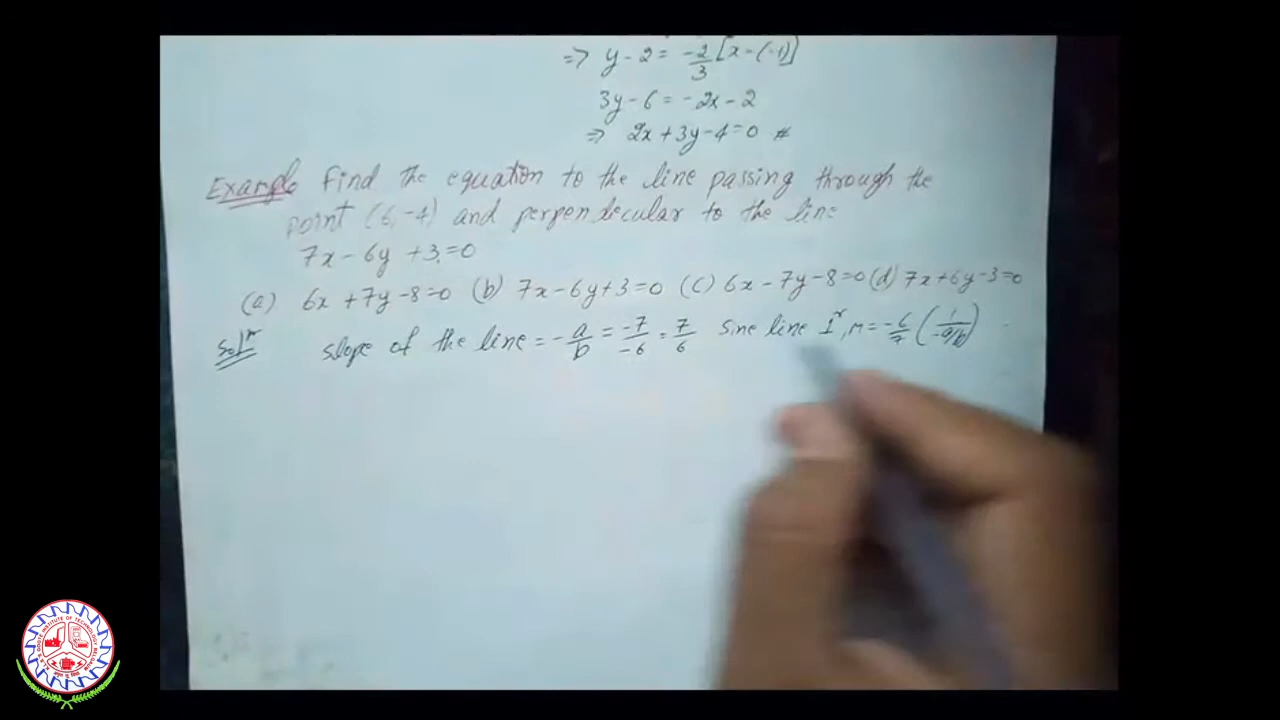 => y - 2 = -2/3 [x - (-1)]
3y - 6 = -2x - 2
=> 2x + 3y - 4 = 0 #
Example Find the equation to the line passing through the
point (6, -4) and perpendecular to the line
7x - 6y + 3 = 0
(a) 6x + 7y - 8 = 0 (b) 7x - 6y + 3 = 0 (c) 6x - 7y - 8 = 0 (d) 7x + 6y - 3 = 0
Solⁿ slope of the line = -a/b = -7/-6 = 7/6 sine line ⊥r, m = -6/7 (1/-a/b)